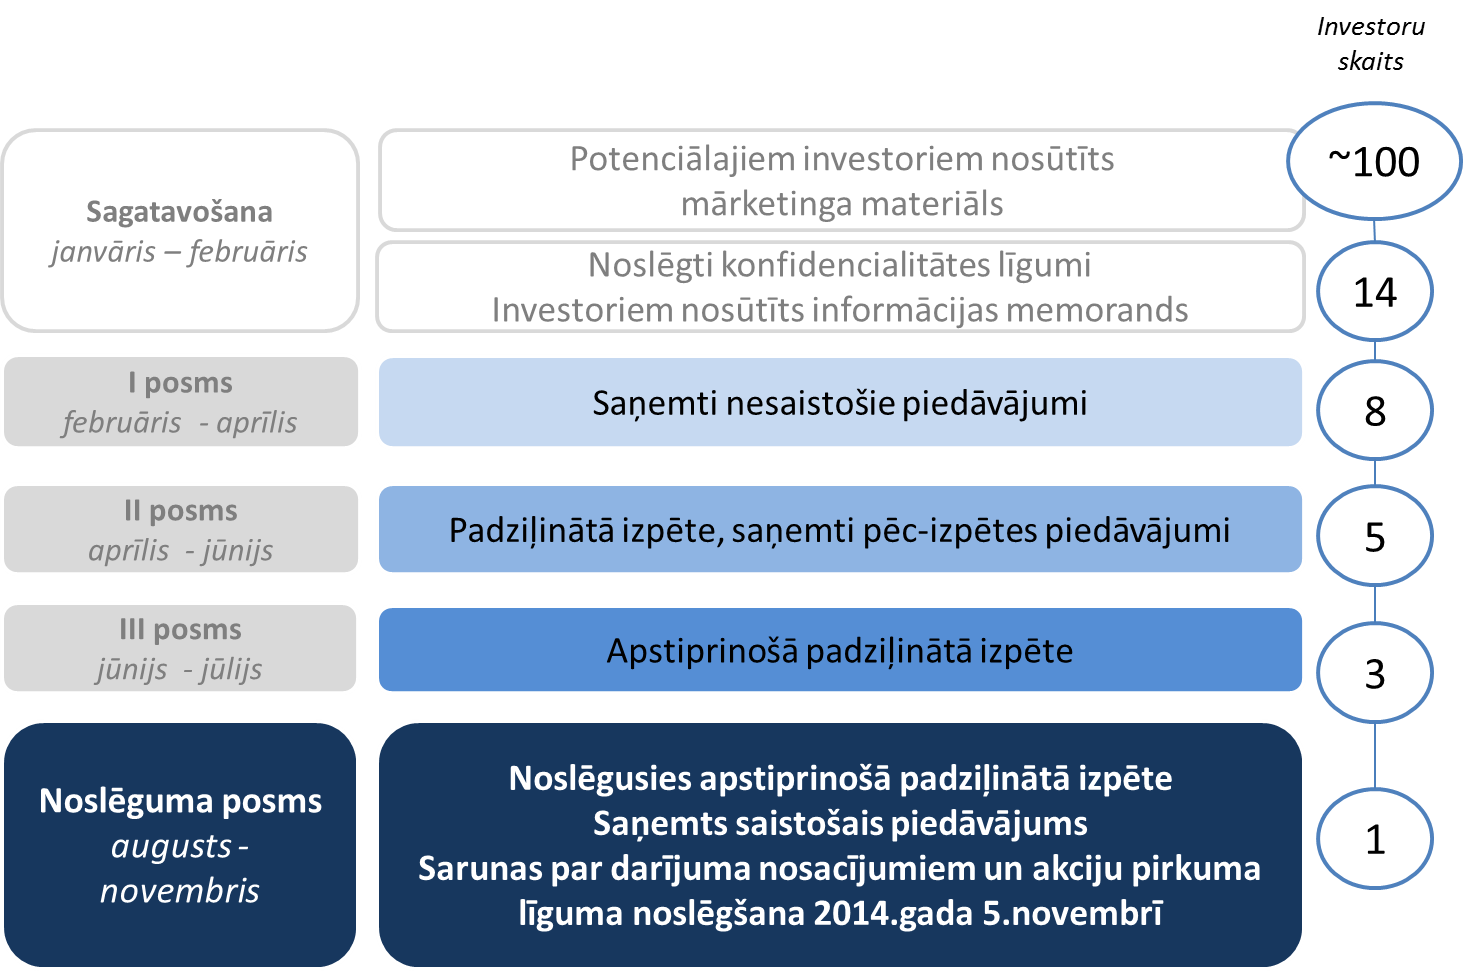 Investoru
skaits
Sagatavošana
janvāris – februāris
Potenciālajiem investoriem nosūtīts
mārketinga materiāls
~100
Noslēgti konfidencialitātes līgumi
Investoriem nosūtīts informācijas memorands
14
I posms
februāris - aprīlis
Saņemti nesaistošie piedāvājumi
8
II posms
aprīlis - jūnijs
Padziļinātā izpēte, saņemti pēc-izpētes piedāvājumi
5
III posms
jūnijs - jūlijs
Apstiprinošā padziļinātā izpēte
3
Noslēguma posms
augusts -
novembris
Noslēgusies apstiprinošā padziļinātā izpēte
Saņemts saistošais piedāvājums
Sarunas par darījuma nosacījumiem un akciju pirkuma
līguma noslēgšana 2014.gada 5.novembrī
1